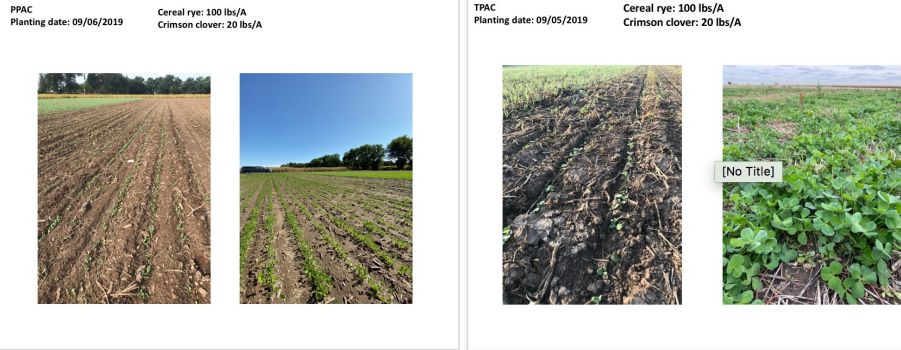 PPAC
Planting date: 09/06/2019
Cereal rye: 100 lbs/A
Crimson clover: 20 lbs/A
TPAC
Planting date: 09/05/2019
Cereal rye: 100 lbs/A
Crimson clover: 20 lbs/A
[No Title]